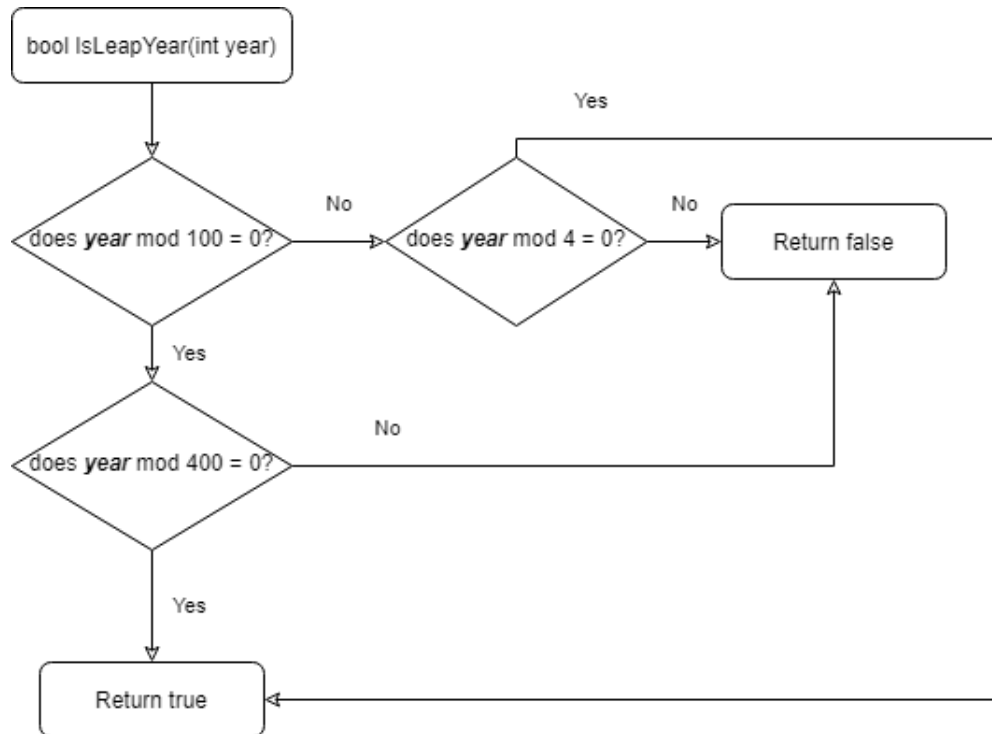 bool IsLeapYear(int year)
Yes
No
No
does year mod 100 = 0?
does year mod 4 = 0?
Return false
Yes
No
does year mod 400 = 0?
Yes
Return true